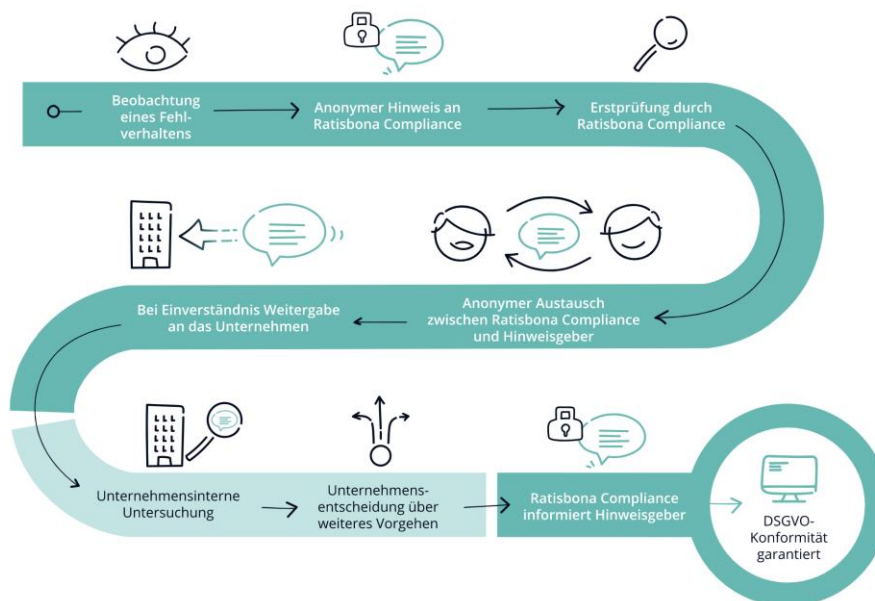 Beobachtung
eines Fehl-
verhaltens
Anonymer Hinweis an
Ratisbona Compliance
Erstprüfung durch
Ratisbona Compliance
Anonymer Austausch
zwischen Ratisbona Compliance
und Hinweisgeber
Bei Einverständnis Weitergabe
an das Unternehmen
Unternehmensinterne
Untersuchung
Unternehmens-
entscheidung über
weiteres Vorgehen
Ratisbona Compliance
informiert Hinweisgeber
DSGVO-
Konformität
garantiert